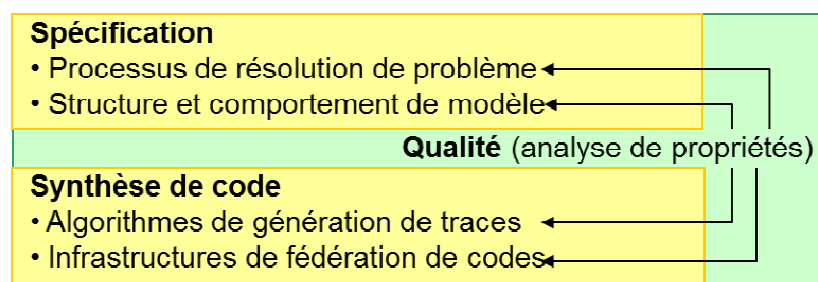 Spécification
• Processus de résolution de problème
• Structure et comportement de modèle
Qualité (analyse de propriétés)
Synthèse de code
• Algorithmes de génération de traces
• Infrastructures de fédération de codes